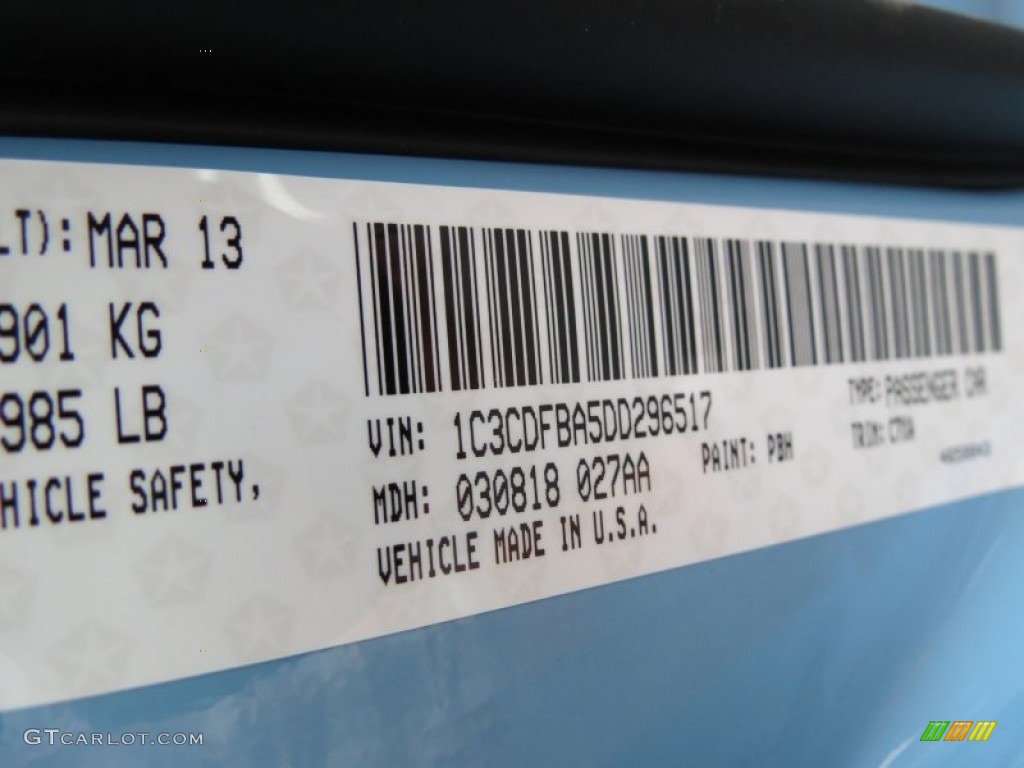 LT): MAR 13
901 KG
985 LB
HICLE SAFETY,
VIN: 1C3CDFBA5DD296517
TYPE: PASSENGER CAR
MDH: 030818 027AA
PAINT: PBH
TRIM:
VEHICLE MADE IN U.S.A.
GTCARLOT.COM